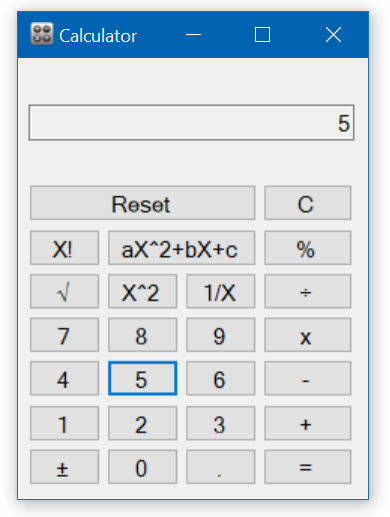 Calculator
5
Reset C
X! aX^2+bX+c %
√ X^2 1/X ÷
7 8 9 x
4 5 6 -
1 2 3 +
± 0 . =